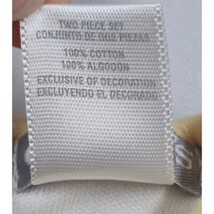 TWO PIECE SET
CONJUNTO DE DOS PIEZAS
100% COTTON
100% ALGODON
EXCLUSIVE OF DECORATION
EXCLUYENDO EL DECORADO